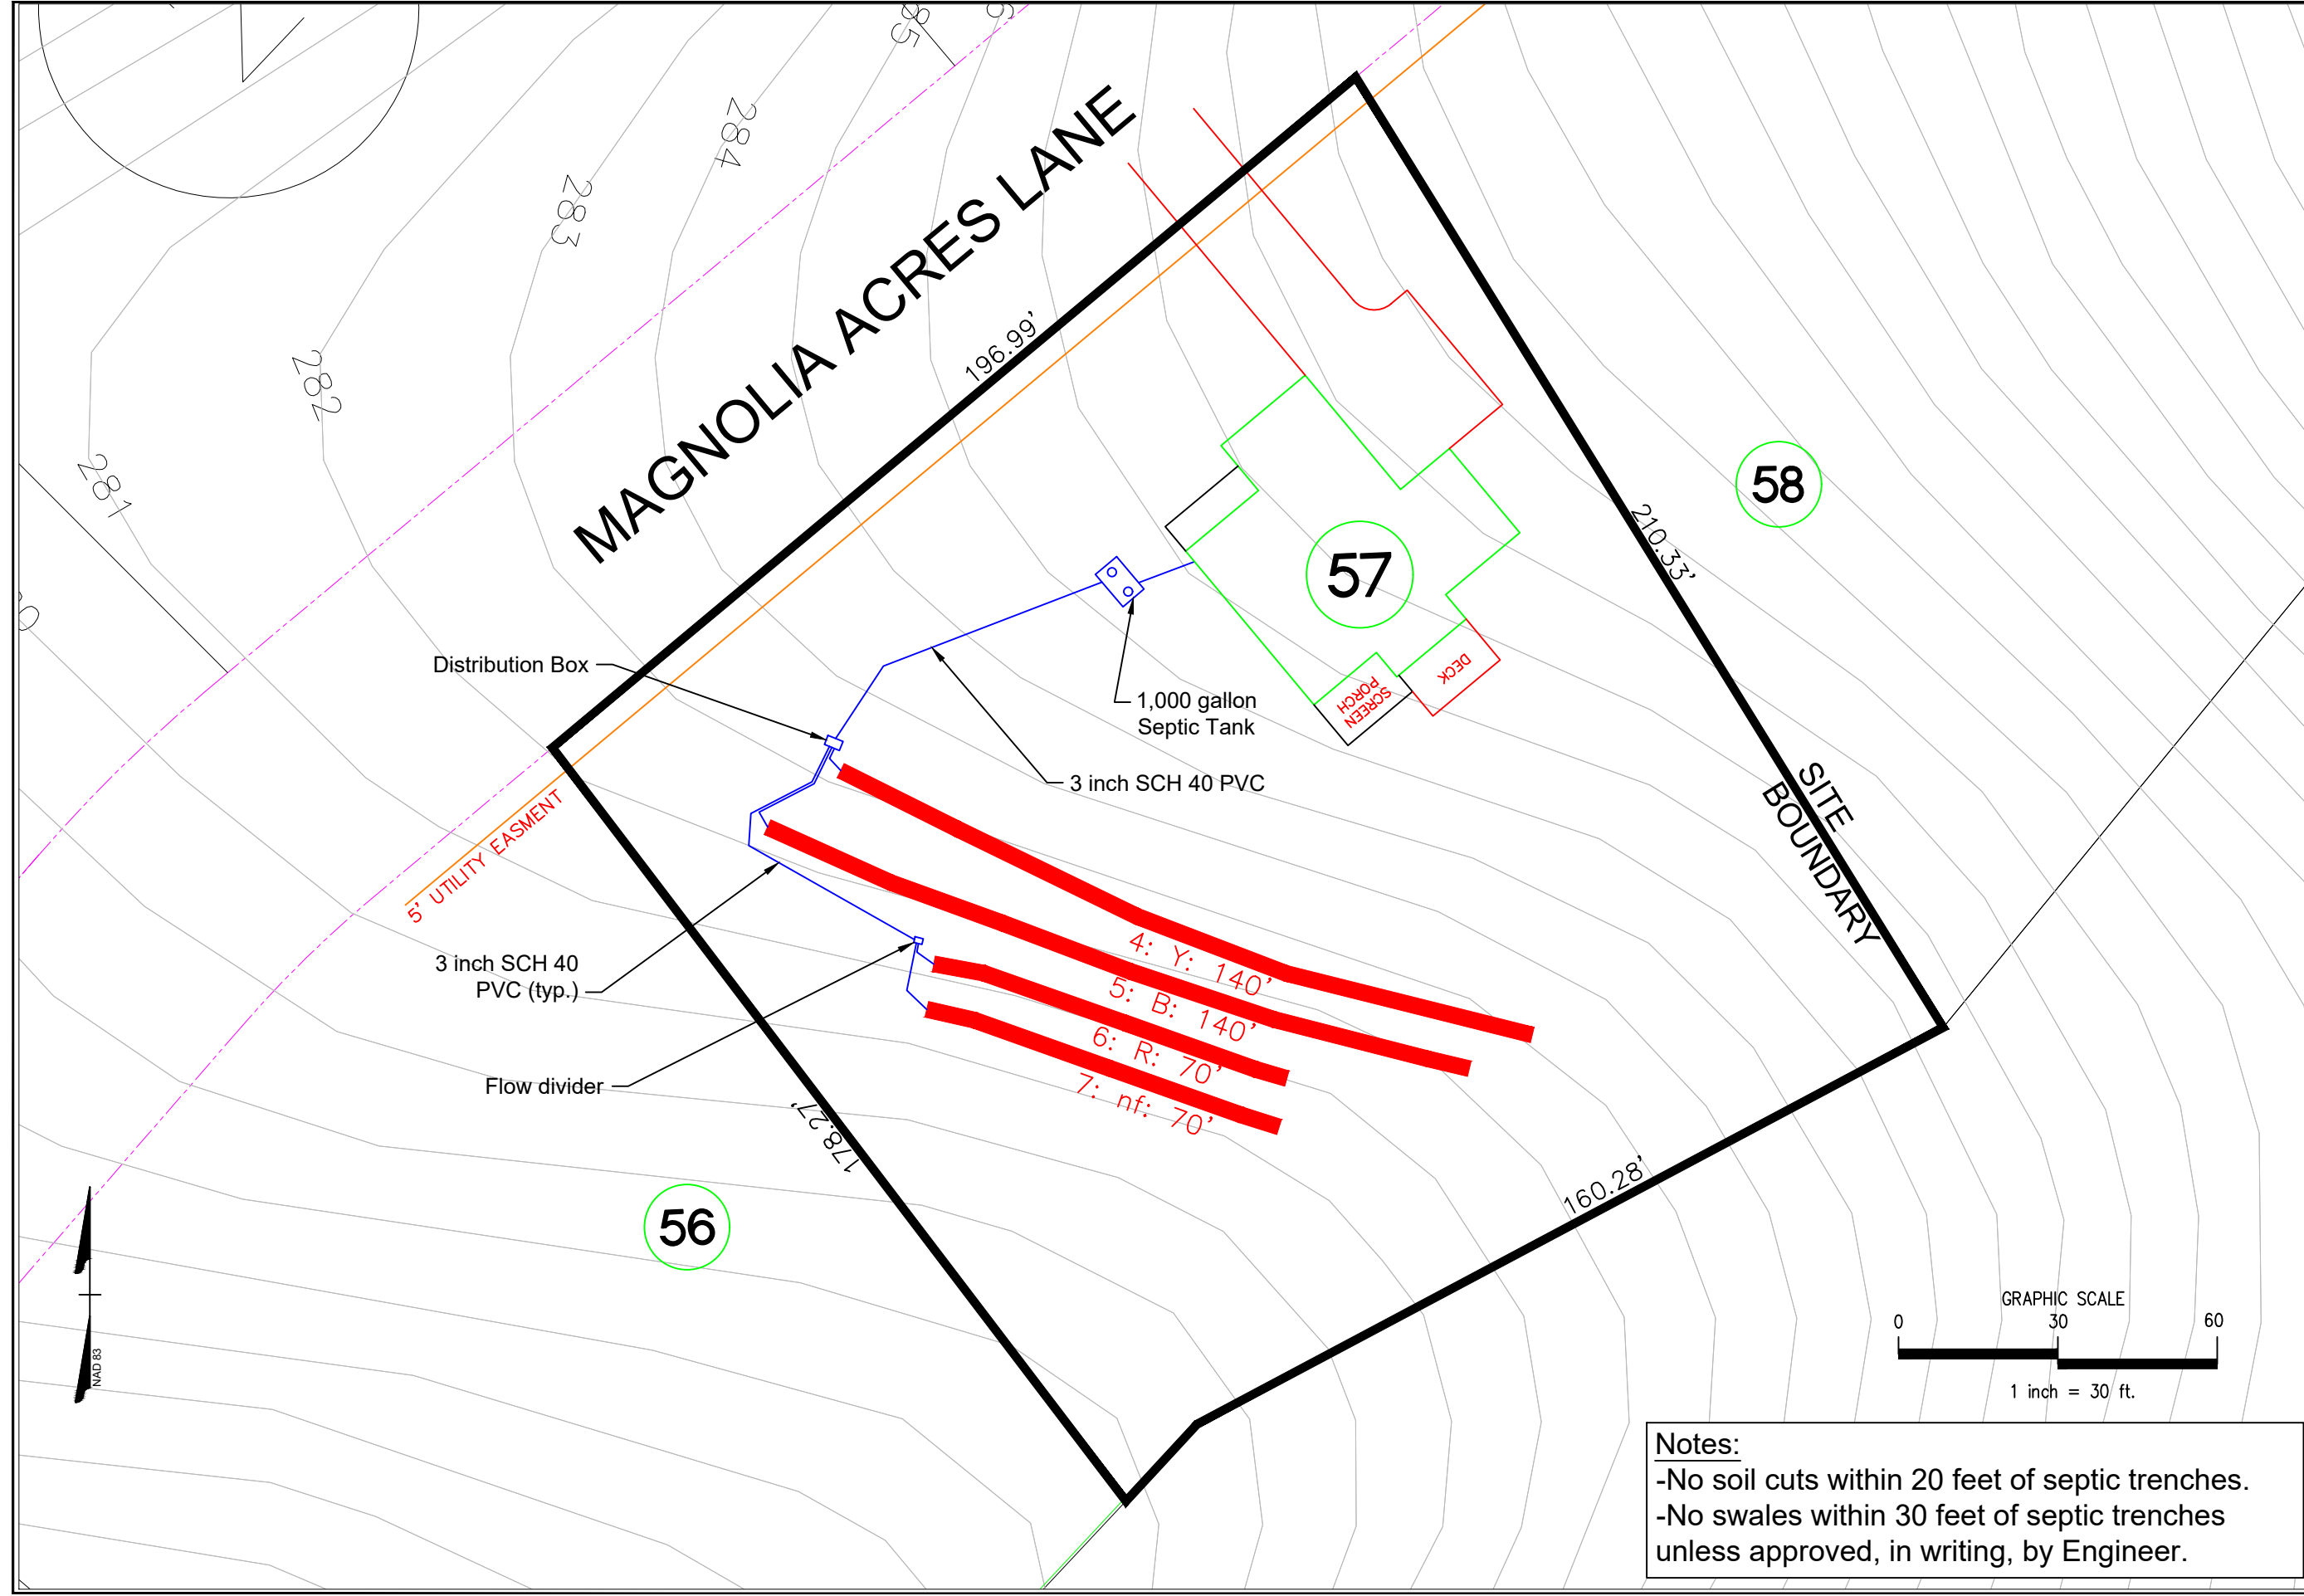 285
284
283
282
281
MAGNOLIA ACRES LANE
196.99'
58
57
210.33'
DECK
SCREEN
PORCH
Distribution Box
1,000 gallon
Septic Tank
3 inch SCH 40 PVC
SITE
BOUNDARY
5' UTILITY EASMENT
3 inch SCH 40
PVC (typ.)
4: Y: 140'
5: B: 140'
6: R: 70'
7: nf: 70'
Flow divider
178.27'
160.28'
56
NAD 83
GRAPHIC SCALE
0 30 60
1 inch = 30 ft.
Notes:
-No soil cuts within 20 feet of septic trenches.
-No swales within 30 feet of septic trenches
unless approved, in writing, by Engineer.